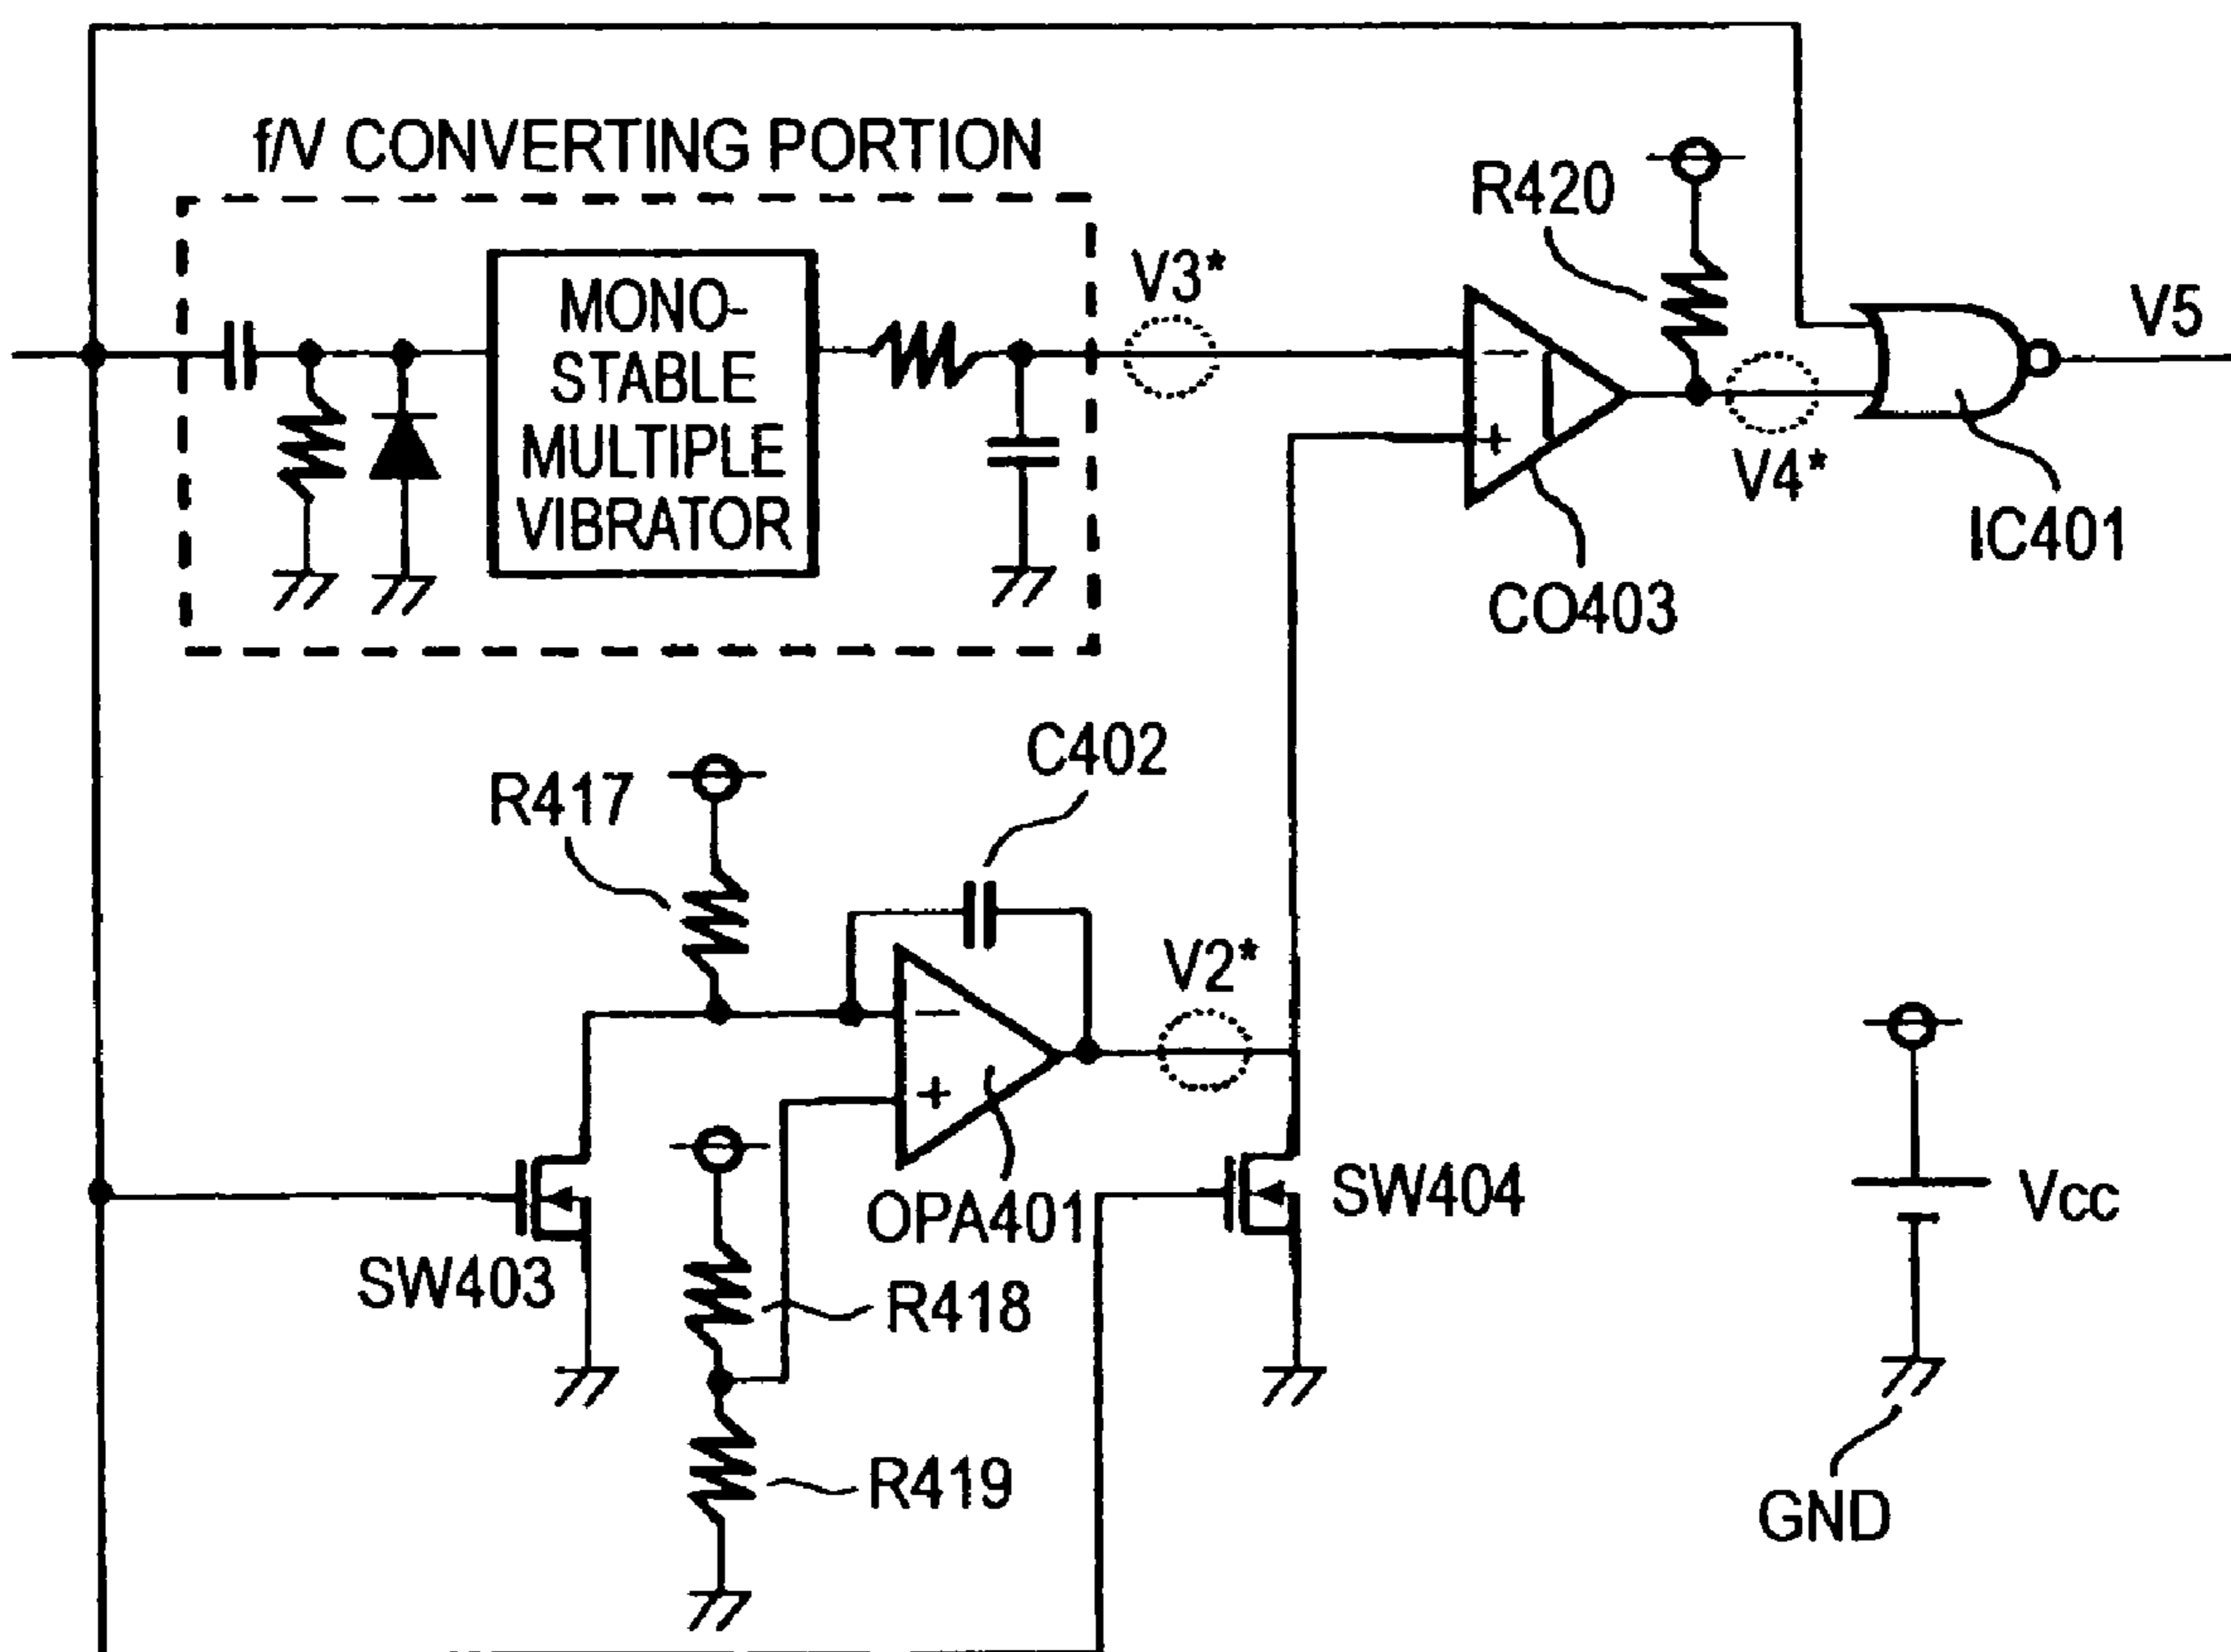 f/V CONVERTING PORTION
MONO-
STABLE
MULTIPLE
VIBRATOR
V3*
R420
V5
V4*
IC401
CO403
C402
R417
V2*
OPA401
SW404
Vcc
SW403
R418
R419
GND